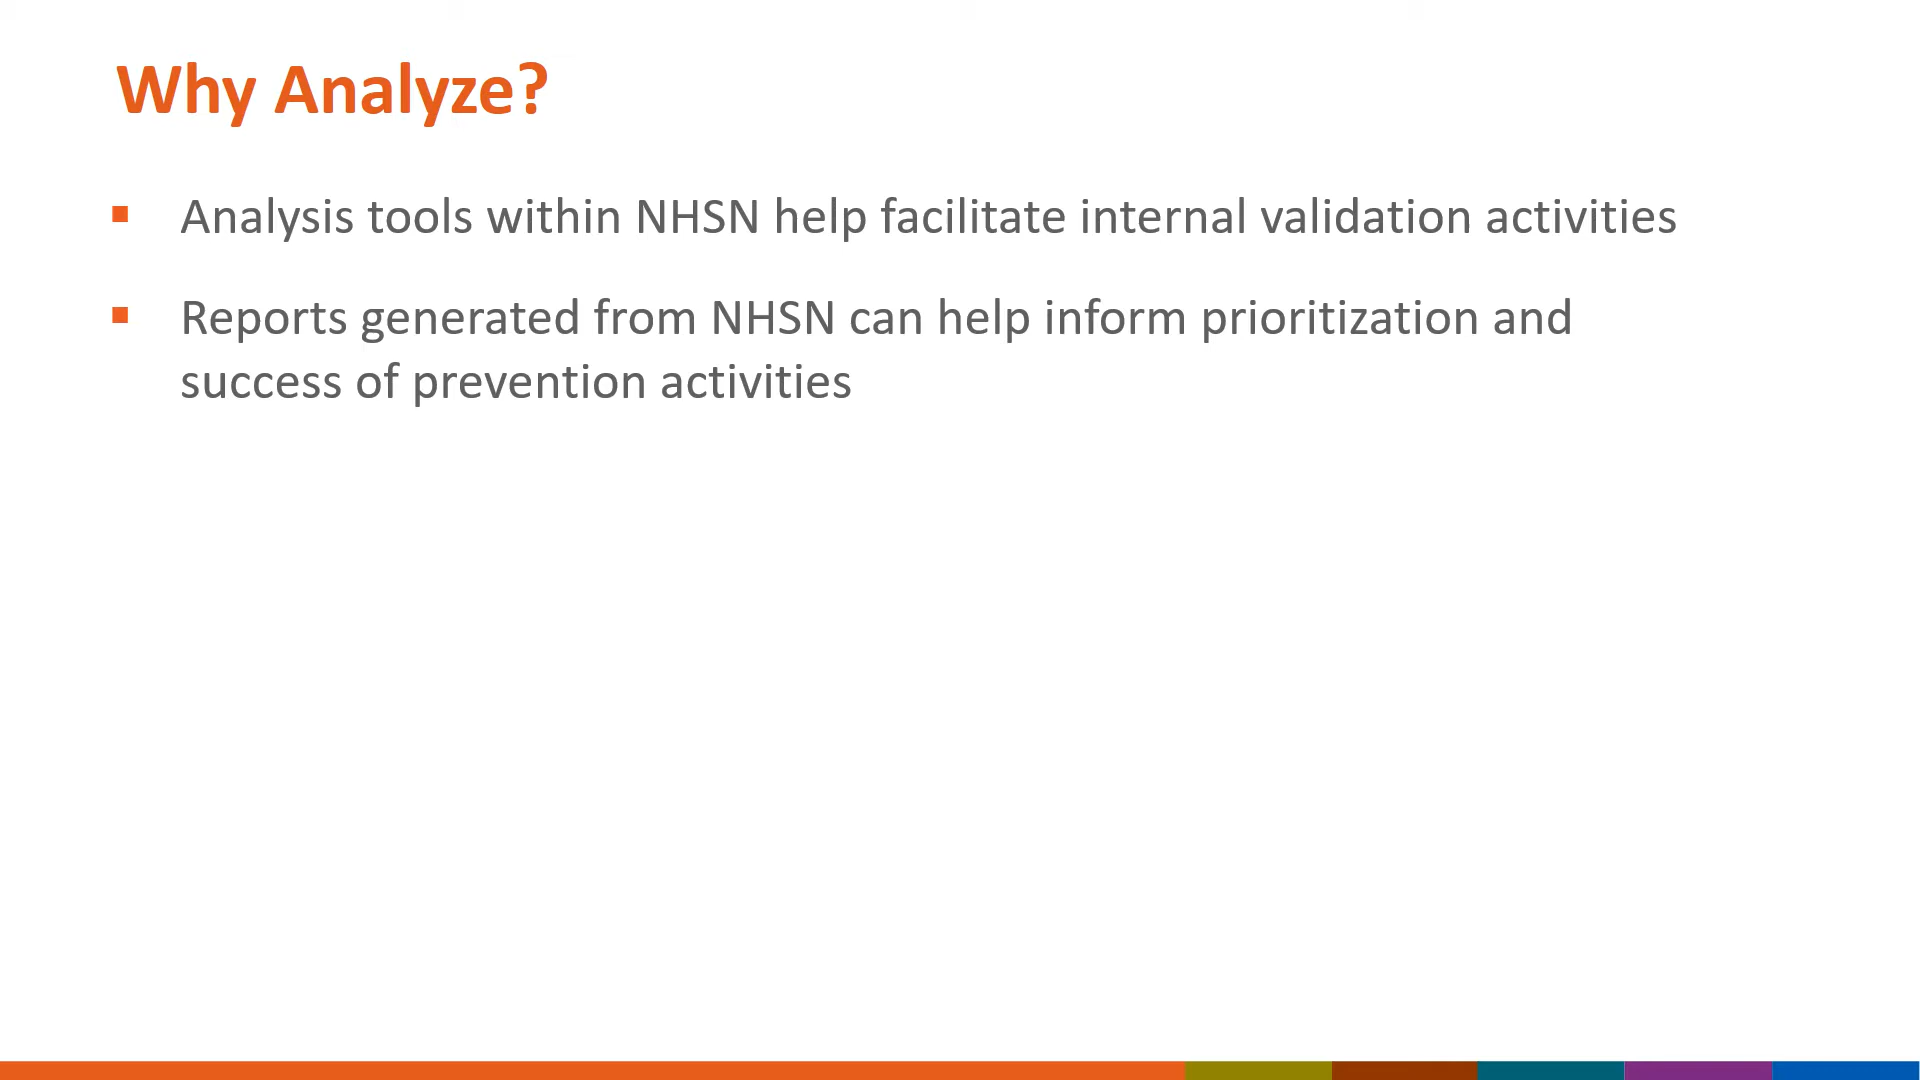 Why Analyze?
Analysis tools within NHSN help facilitate internal validation activities
Reports generated from NHSN can help inform prioritization and
success of prevention activities